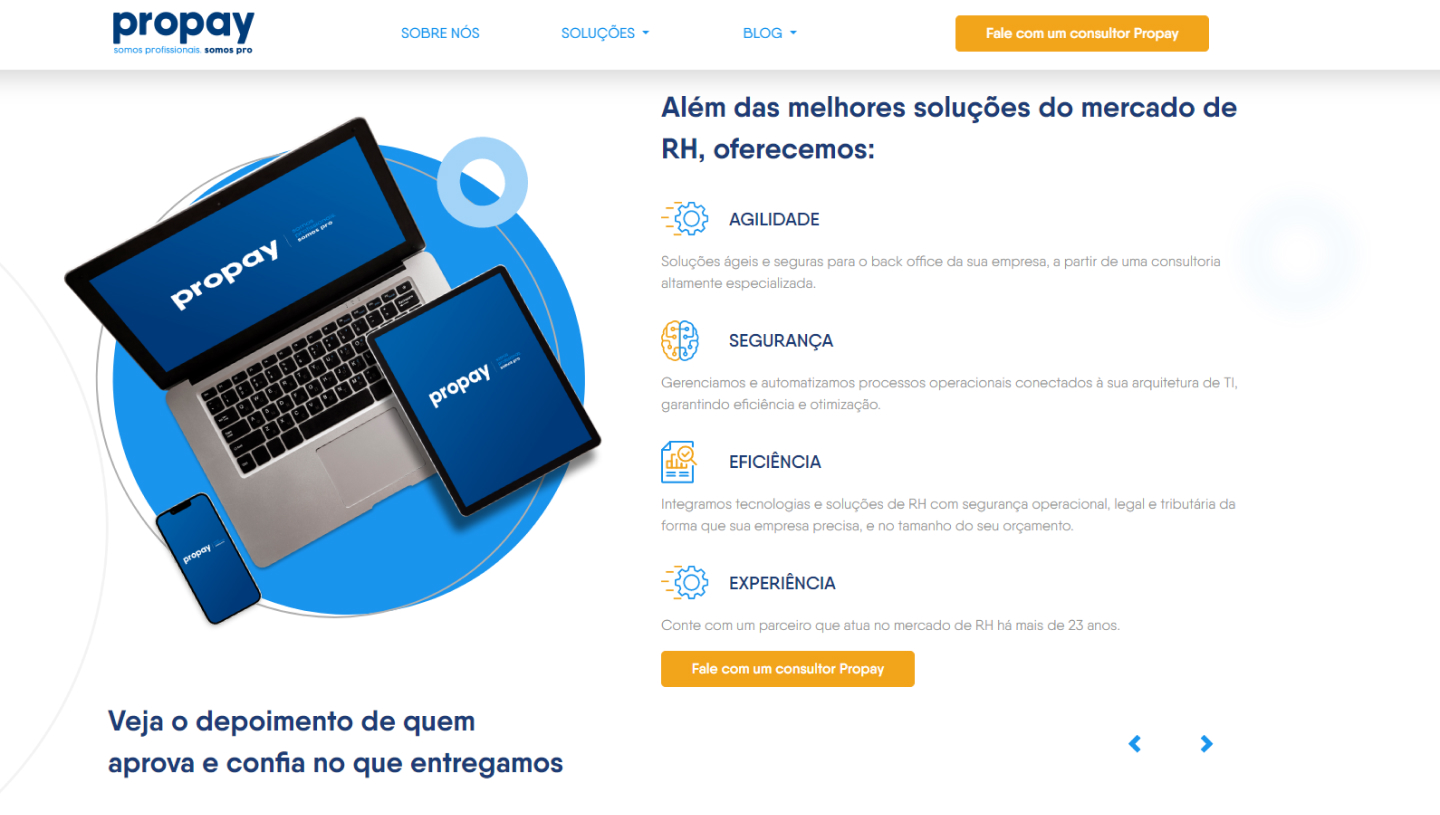 propay
somos profissionais. somos pro
SOBRE NÓS
SOLUÇÕES
BLOG
Fale com um consultor Propay
Além das melhores soluções do mercado de
RH, oferecemos:
AGILIDADE
Soluções ágeis e seguras para o back office da sua empresa, a partir de uma consultoria
altamente especializada.
SEGURANÇA
Gerenciamos e automatizamos processos operacionais conectados à sua arquitetura de TI,
garantindo eficiência e otimização.
EFICIÊNCIA
Integramos tecnologias e soluções de RH com segurança operacional, legal e tributária da
forma que sua empresa precisa, e no tamanho do seu orçamento.
EXPERIÊNCIA
Conte com um parceiro que atua no mercado de RH há mais de 23 anos.
Fale com um consultor Propay
propay
somos pro
propay
somos pro
propay
Veja o depoimento de quem
aprova e confia no que entregamos